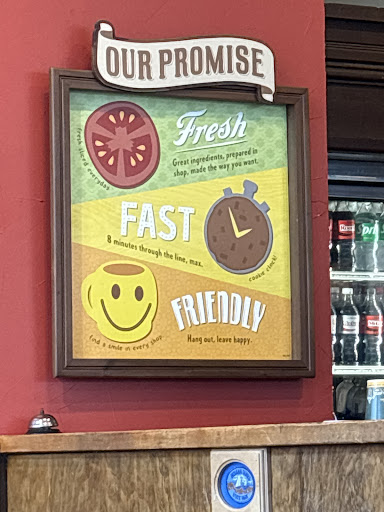 OUR PROMISE
Fresh
Great ingredients, prepared in
shop, made the way you want.
fresh sliced everyday
FAST
8 minutes through the line, max.
cookie clock!
FRIENDLY
Hang out, leave happy.
find a smile in every shop